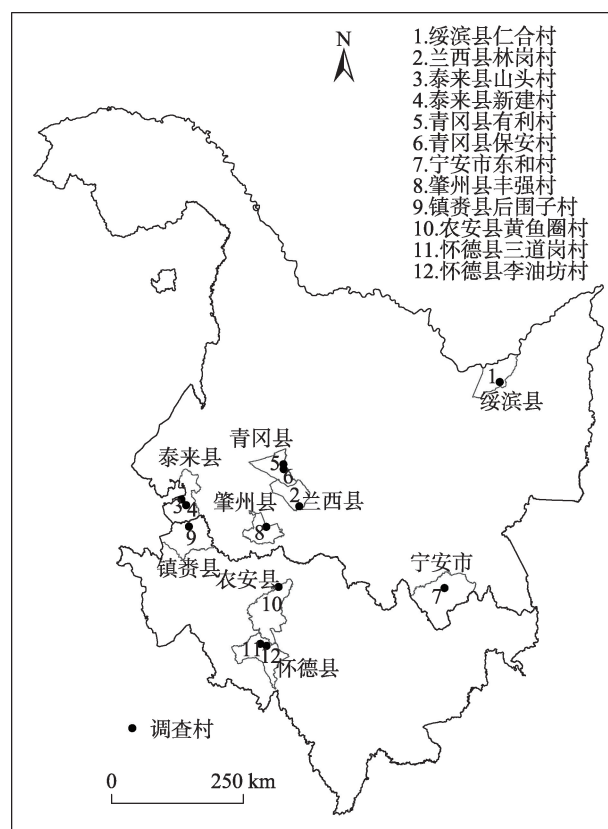 N
1.绥滨县仁合村
2.兰西县林岗村
3.泰来县山头村
4.泰来县新建村
5.青冈县有利村
6.青冈县保安村
7.宁安市东和村
8.肇州县丰强村
9.镇赉县后围子村
10.农安县黄鱼圈村
11.怀德县三道岗村
12.怀德县李油坊村
1
绥滨县
青冈县
泰来县
5
6
2
兰西县
肇州县
3
4
8
9
镇赉县
农安县
宁安市
10
7
11
12
怀德县
调查村
0 250 km